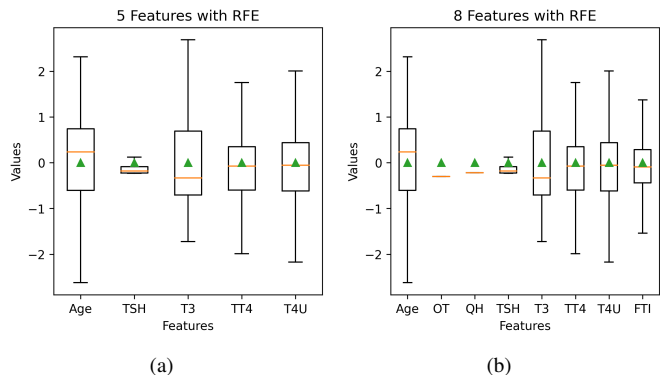 5 Features with RFE
Values
2
1
0
−1
−2
Age TSH T3 TT4 T4U
Features
(a)
8 Features with RFE
Values
2
1
0
−1
−2
Age OT QH TSH T3 TT4 T4U FTI
Features
(b)